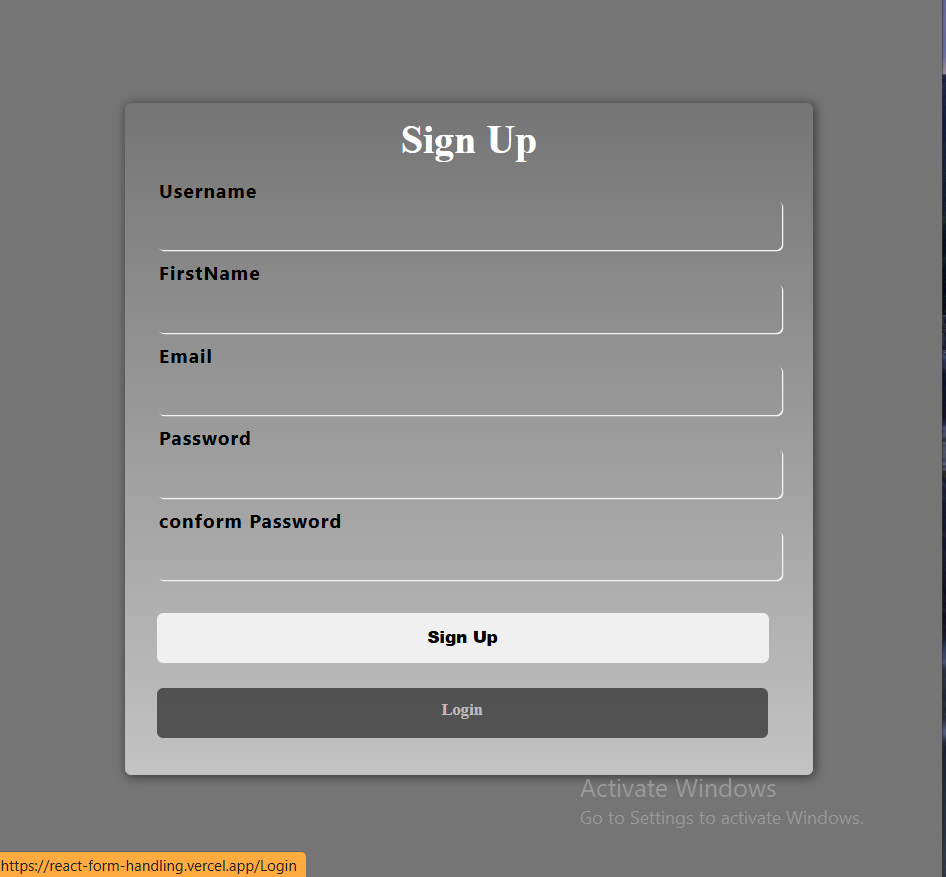 Sign Up
Username
FirstName
Email
Password
conform Password
Sign Up
Login
Activate Windows
Go to Settings to activate Windows.
https://react-form-handling.vercel.app/Login